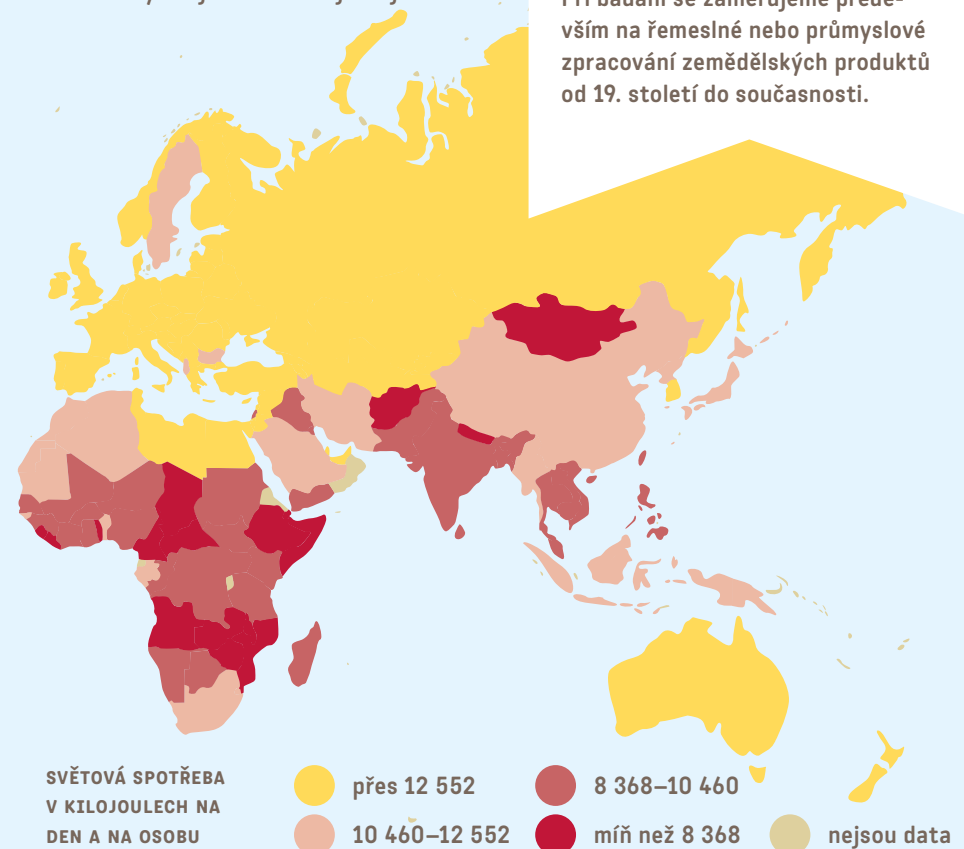 vším na řemeslné nebo průmyslové
zpracování zemědělských produktů
od 19. století do současnosti.
SVĚTOVÁ SPOTŘEBA
V KILOJOULECH NA
DEN A NA OSOBU
přes 12 552
10 460–12 552
8 368–10 460
míň než 8 368
nejsou data